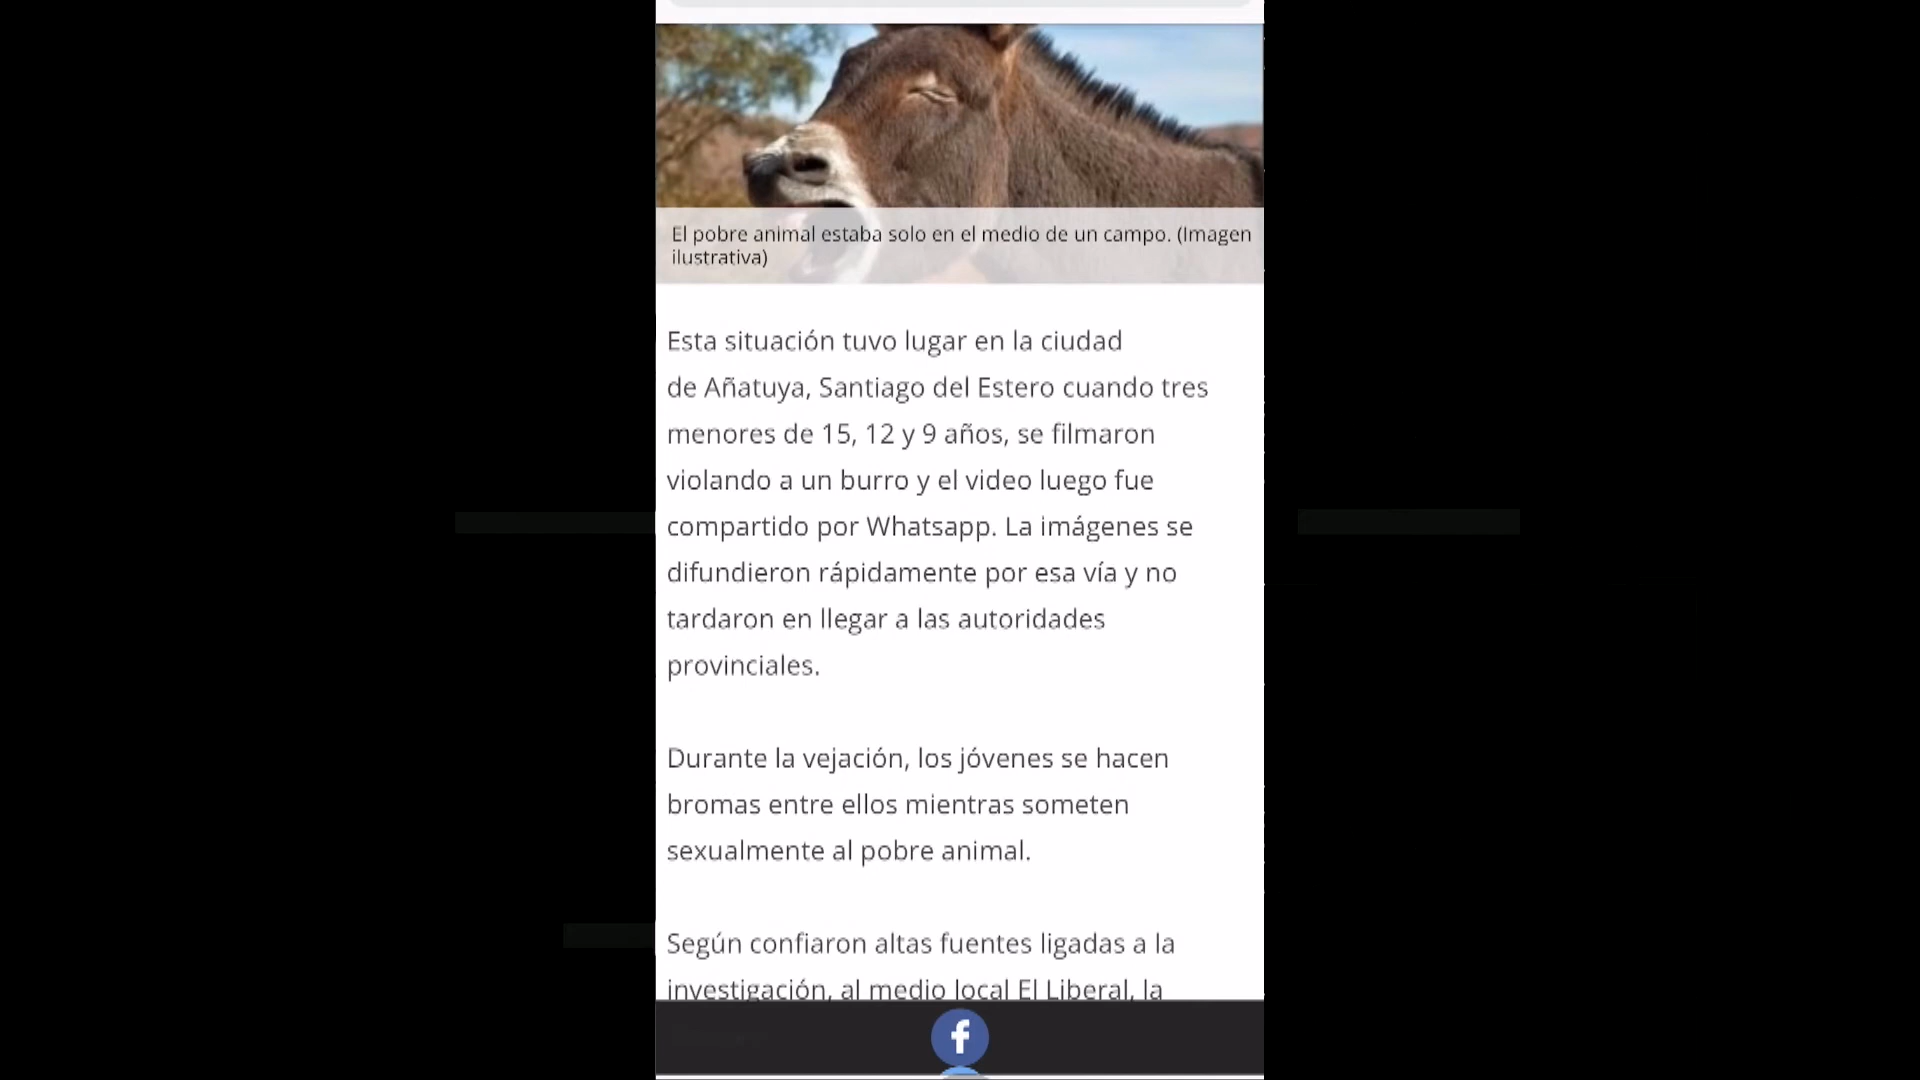 El pobre animal estaba solo en el medio de un campo. (Imagen
ilustrativa)
Esta situación tuvo lugar en la ciudad
de Añatuya, Santiago del Estero cuando tres
menores de 15, 12 y 9 años, se filmaron
violando a un burro y el video luego fue
compartido por Whatsapp. La imágenes se
difundieron rápidamente por esa vía y no
tardaron en llegar a las autoridades
provinciales.
Durante la vejación, los jóvenes se hacen
bromas entre ellos mientras someten
sexualmente al pobre animal.
Según confiaron altas fuentes ligadas a la
investigación, al medio local El Liberal, la